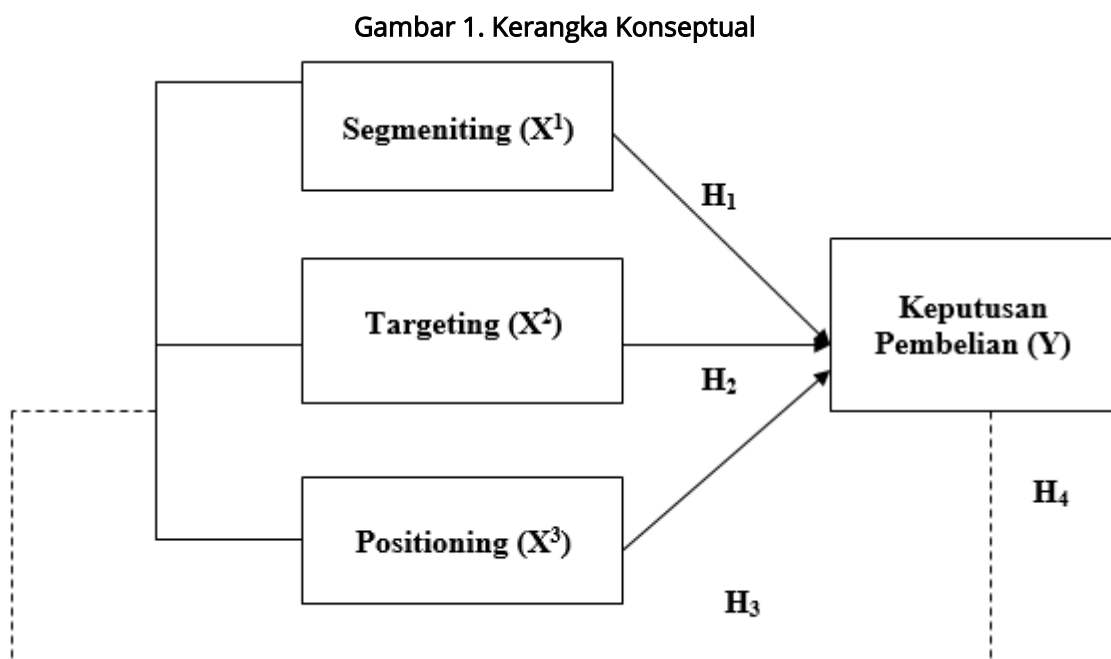 Gambar 1. Kerangka Konseptual
Segmeniting (X¹)
H₁
Targeting (X²)
Keputusan
Pembelian (Y)
H₂
Positioning (X³)
H₄
H₃